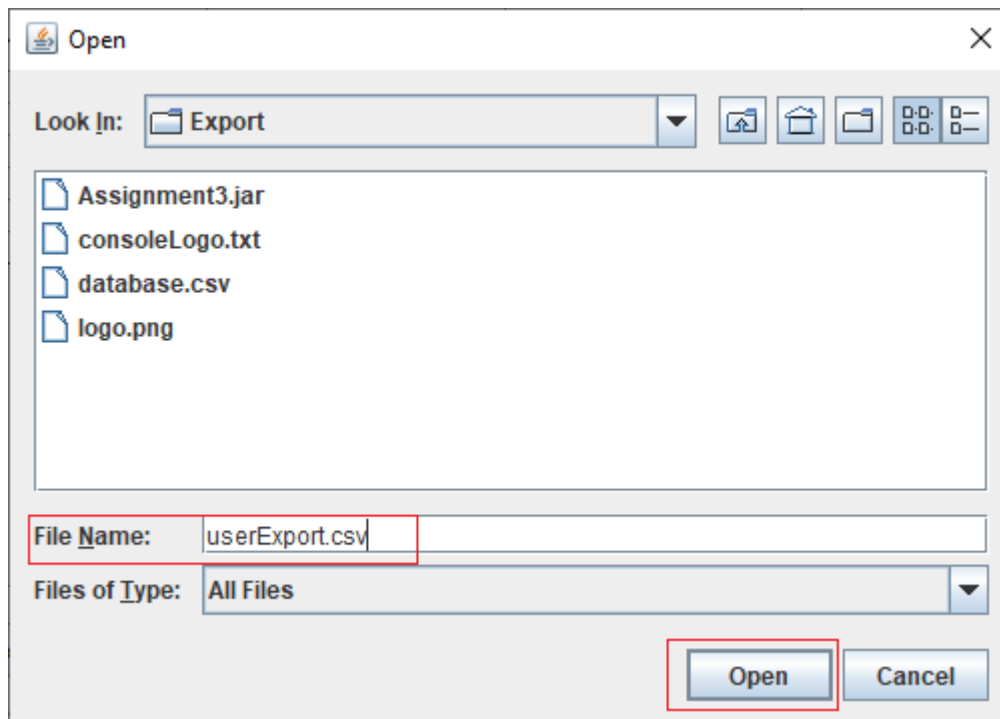 Open
Look In: Export
Assignment3.jar
consoleLogo.txt
database.csv
logo.png
File Name: userExport.csv
Files of Type: All Files
Open Cancel